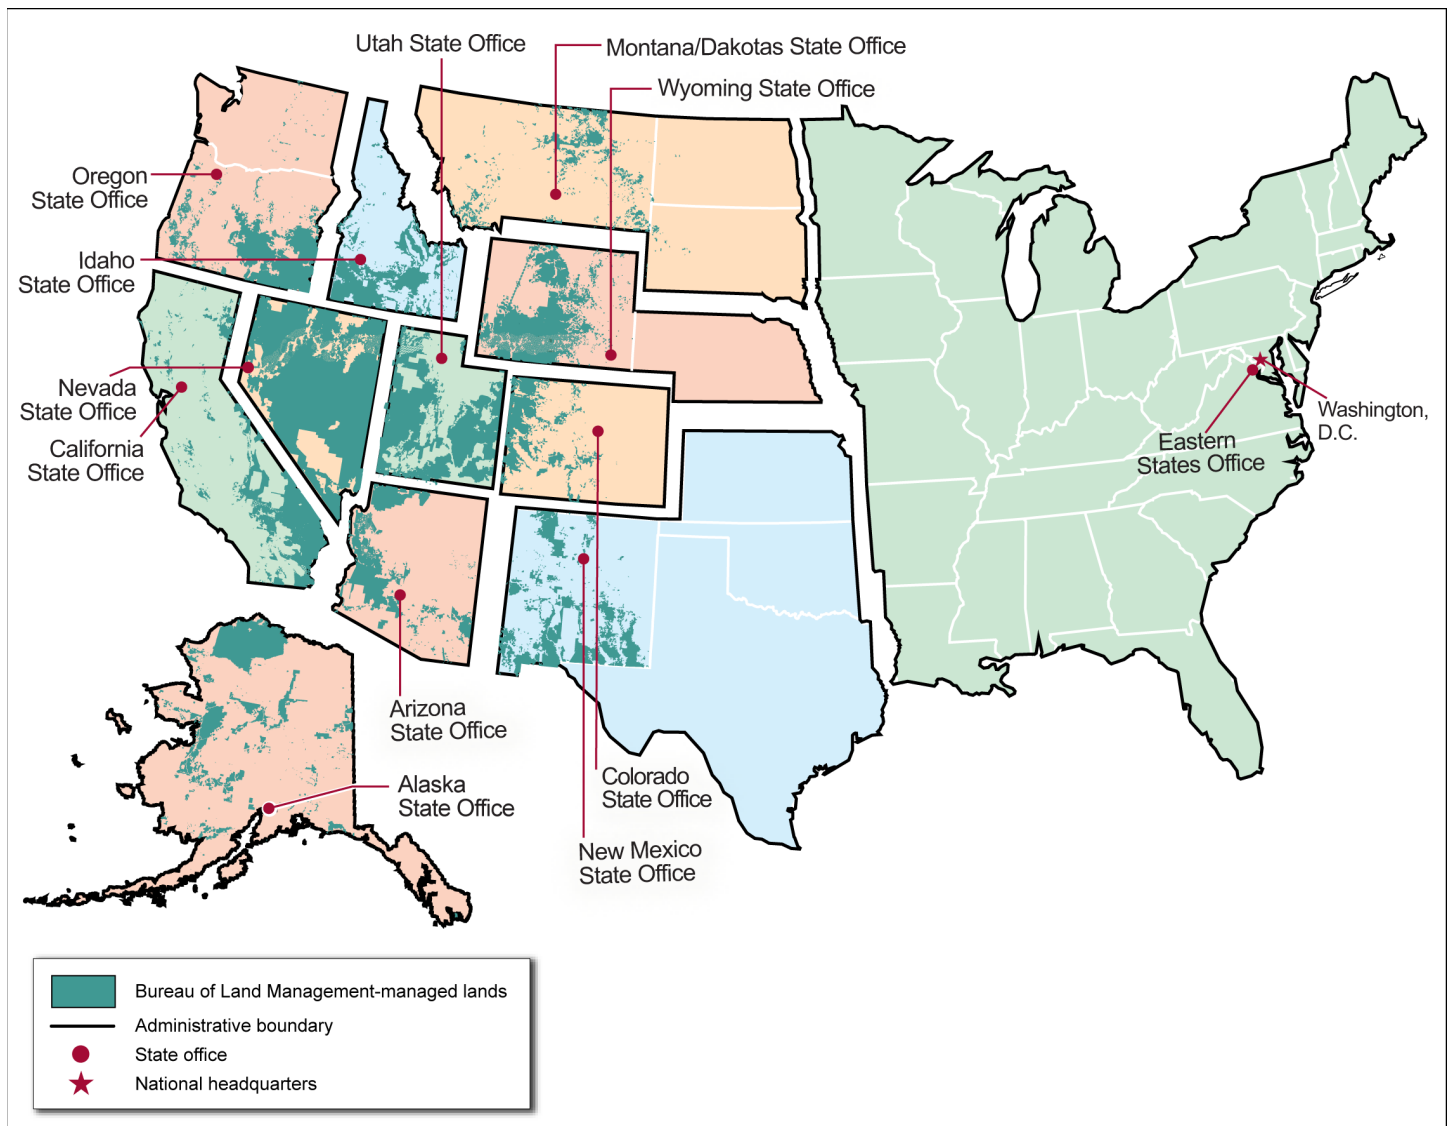 Utah State Office
Montana/Dakotas State Office
Wyoming State Office
Oregon
State Office
Idaho
State Office
Nevada
State Office
California
State Office
Washington,
D.C.
Eastern
States Office
Arizona
State Office
Alaska
State Office
Colorado
State Office
New Mexico
State Office
Bureau of Land Management-managed lands
Administrative boundary
State office
National headquarters